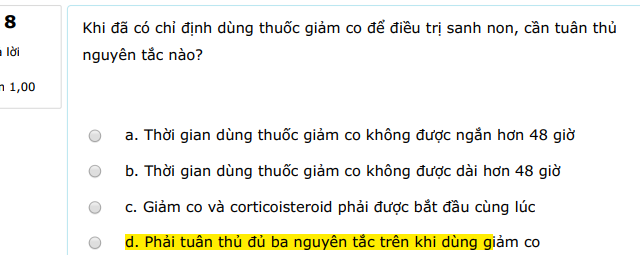 8
Khi đã có chỉ định dùng thuốc giảm co để điều trị sanh non, cần tuân thủ
lời
nguyên tắc nào?
1,00
a. Thời gian dùng thuốc giảm co không được ngắn hơn 48 giờ
b. Thời gian dùng thuốc giảm co không được dài hơn 48 giờ
c. Giảm co và corticoisteroid phải được bắt đầu cùng lúc
d. Phải tuân thủ đủ ba nguyên tắc trên khi dùng giảm co